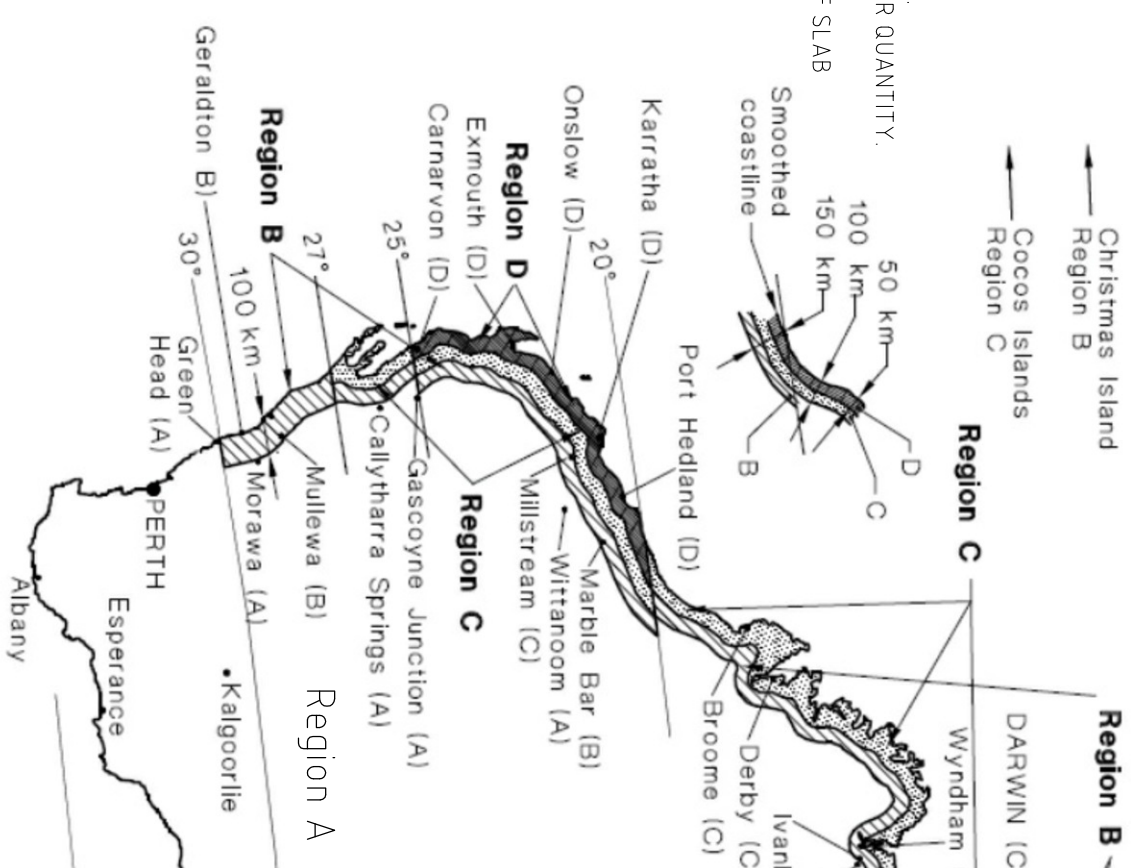 R QUANTITY.
SLAB
Christmas Island
Region B
Cocos Islands
Region C
50 km
100 km
150 km
Smoothed
coastline
D
C
B
Region C
Region B
DARWIN (C
Wyndham
Derby (C
Broome (C)
Port Hedland (D)
Karratha (D)
20°
Onslow (D)
Region D
Exmouth (D)
Carnarvon (D)
25°
27°
Region B
Geraldton B)
30°
100 km
Green
Head (A)
Marble Bar (B)
Wittanoom (A)
Millstream (C)
Region C
Gascoyne Junction (A)
Callytharra Springs (A)
Mullewa (B)
Morawa (A)
Region A
PERTH
Kalgoorlie
Esperance
Albany